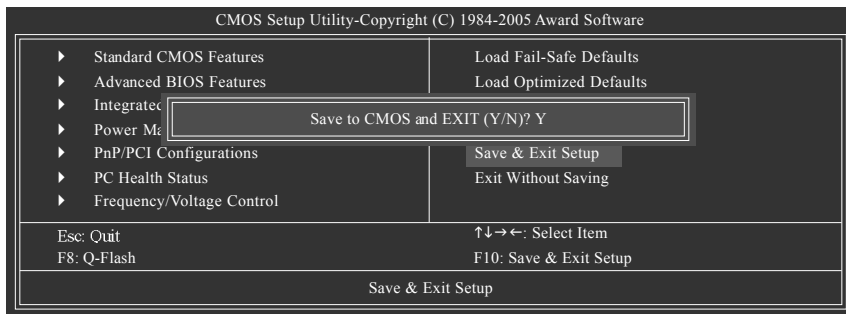 CMOS Setup Utility-Copyright (C) 1984-2005 Award Software
Standard CMOS Features
Load Fail-Safe Defaults
Advanced BIOS Features
Load Optimized Defaults
Integrated
Power
Save to CMOS and EXIT (Y/N)? Y
PnP/PCI Configurations
Save & Exit Setup
PC Health Status
Exit Without Saving
Frequency/Voltage Control
Esc: Quit
↑↓→←: Select Item
F8: Q-Flash
F10: Save & Exit Setup
Save & Exit Setup